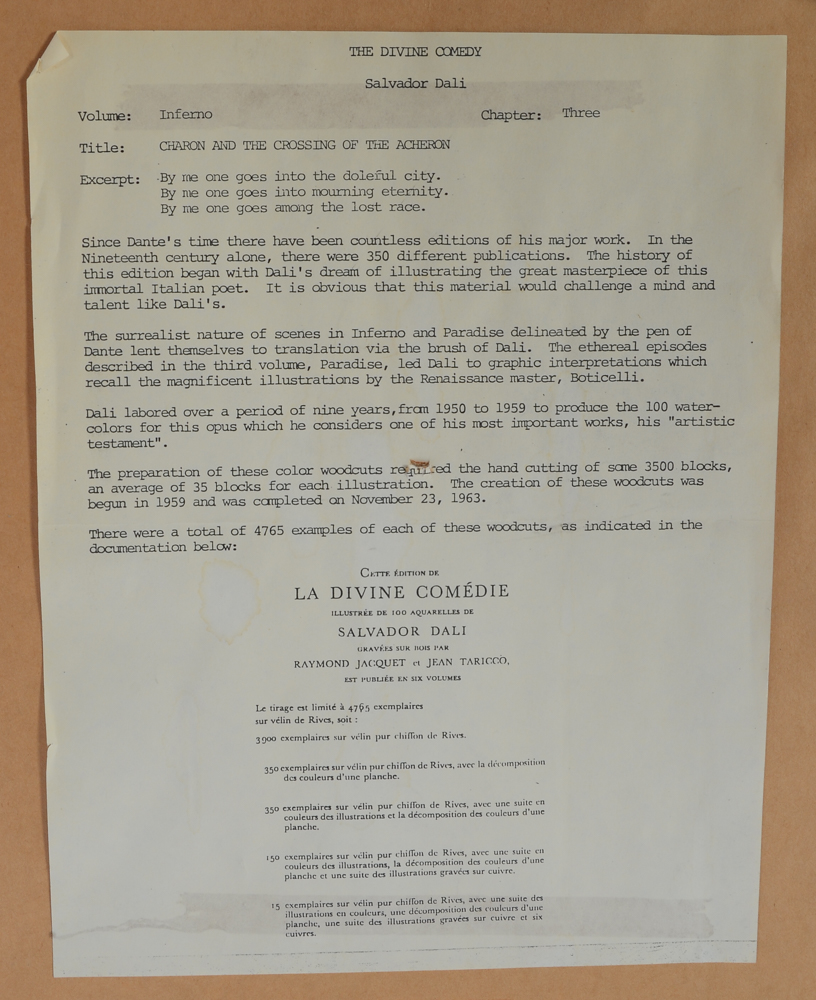 THE DIVINE COMEDY
Salvador Dali
Volume: Inferno Chapter: Three
Title: CHARON AND THE CROSSING OF THE ACHERON
Excerpt: By me one goes into the doleful city.
By me one goes into mourning eternity.
By me one goes among the lost race.
Since Dante's time there have been countless editions of his major work. In the
Nineteenth century alone, there were 350 different publications. The history of
this edition began with Dali's dream of illustrating the great masterpiece of this
immortal Italian poet. It is obvious that this material would challenge a mind and
talent like Dali's.
The surrealist nature of scenes in Inferno and Paradise delineated by the pen of
Dante lent themselves to translation via the brush of Dali. The ethereal episodes
described in the third volume, Paradise, led Dali to graphic interpretations which
recall the magnificent illustrations by the Renaissance master, Boticelli.
Dali labored over a period of nine years,from 1950 to 1959 to produce the 100 water-
colors for this opus which he considers one of his most important works, his "artistic
testament".
The preparation of these color woodcuts required the hand cutting of some 3500 blocks,
an average of 35 blocks for each illustration. The creation of these woodcuts was
begun in 1959 and was completed on November 23, 1963.
There were a total of 4765 examples of each of these woodcuts, as indicated in the
documentation below:
CETTE ÉDITION DE
LA DIVINE COMÉDIE
ILLUSTRÉE DE 100 AQUARELLES DE
SALVADOR DALI
GRAVÉES SUR BOIS PAR
RAYMOND JACQUET et JEAN TARICCO,
EST PUBLIÉE EN SIX VOLUMES
Le tirage est limité à 4765 exemplaires
sur vélin de Rives, soit :
3900 exemplaires sur vélin pur chiffon de Rives.
350 exemplaires sur vélin pur chiffon de Rives, avec la décomposition
des couleurs d'une planche.
350 exemplaires sur vélin pur chiffon de Rives, avec une suite en
couleurs des illustrations et la décomposition des couleurs d'une
planche.
150 exemplaires sur vélin pur chiffon de Rives, avec une suite en
couleurs des illustrations, la décomposition des couleurs d'une
planche et une suite des illustrations gravées sur cuivre.
15 exemplaires sur vélin pur chiffon de Rives, avec une suite des
illustrations en couleurs, une décomposition des couleurs d'une
planche, une suite des illustrations gravées sur cuivre et six
cuivres.